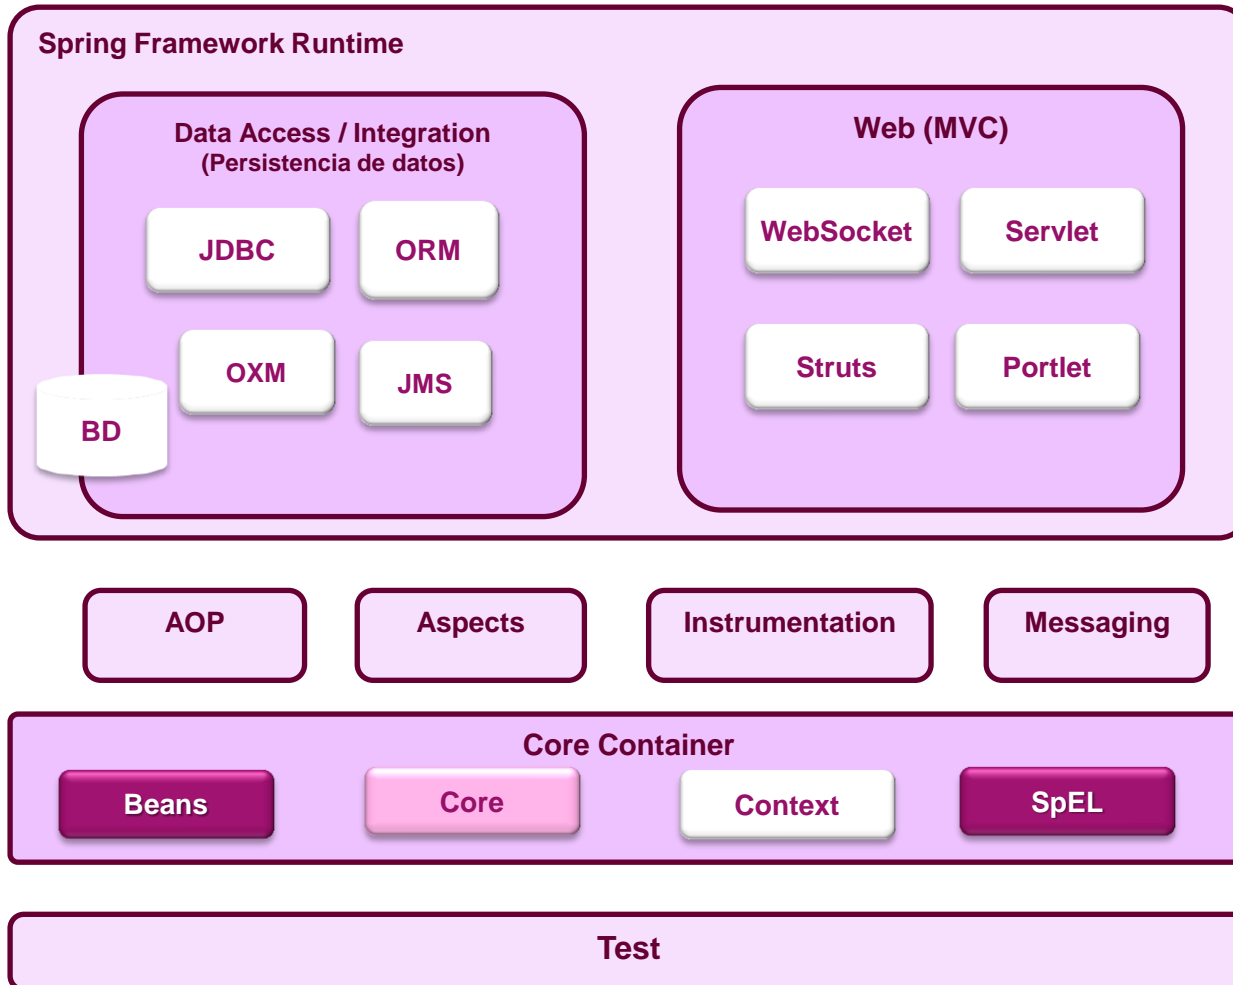 Spring Framework Runtime
Data Access / Integration
(Persistencia de datos)
JDBC
ORM
OXM
JMS
BD
Web (MVC)
WebSocket
Servlet
Struts
Portlet
AOP
Aspects
Instrumentation
Messaging
Core Container
Beans
Core
Context
SpEL
Test